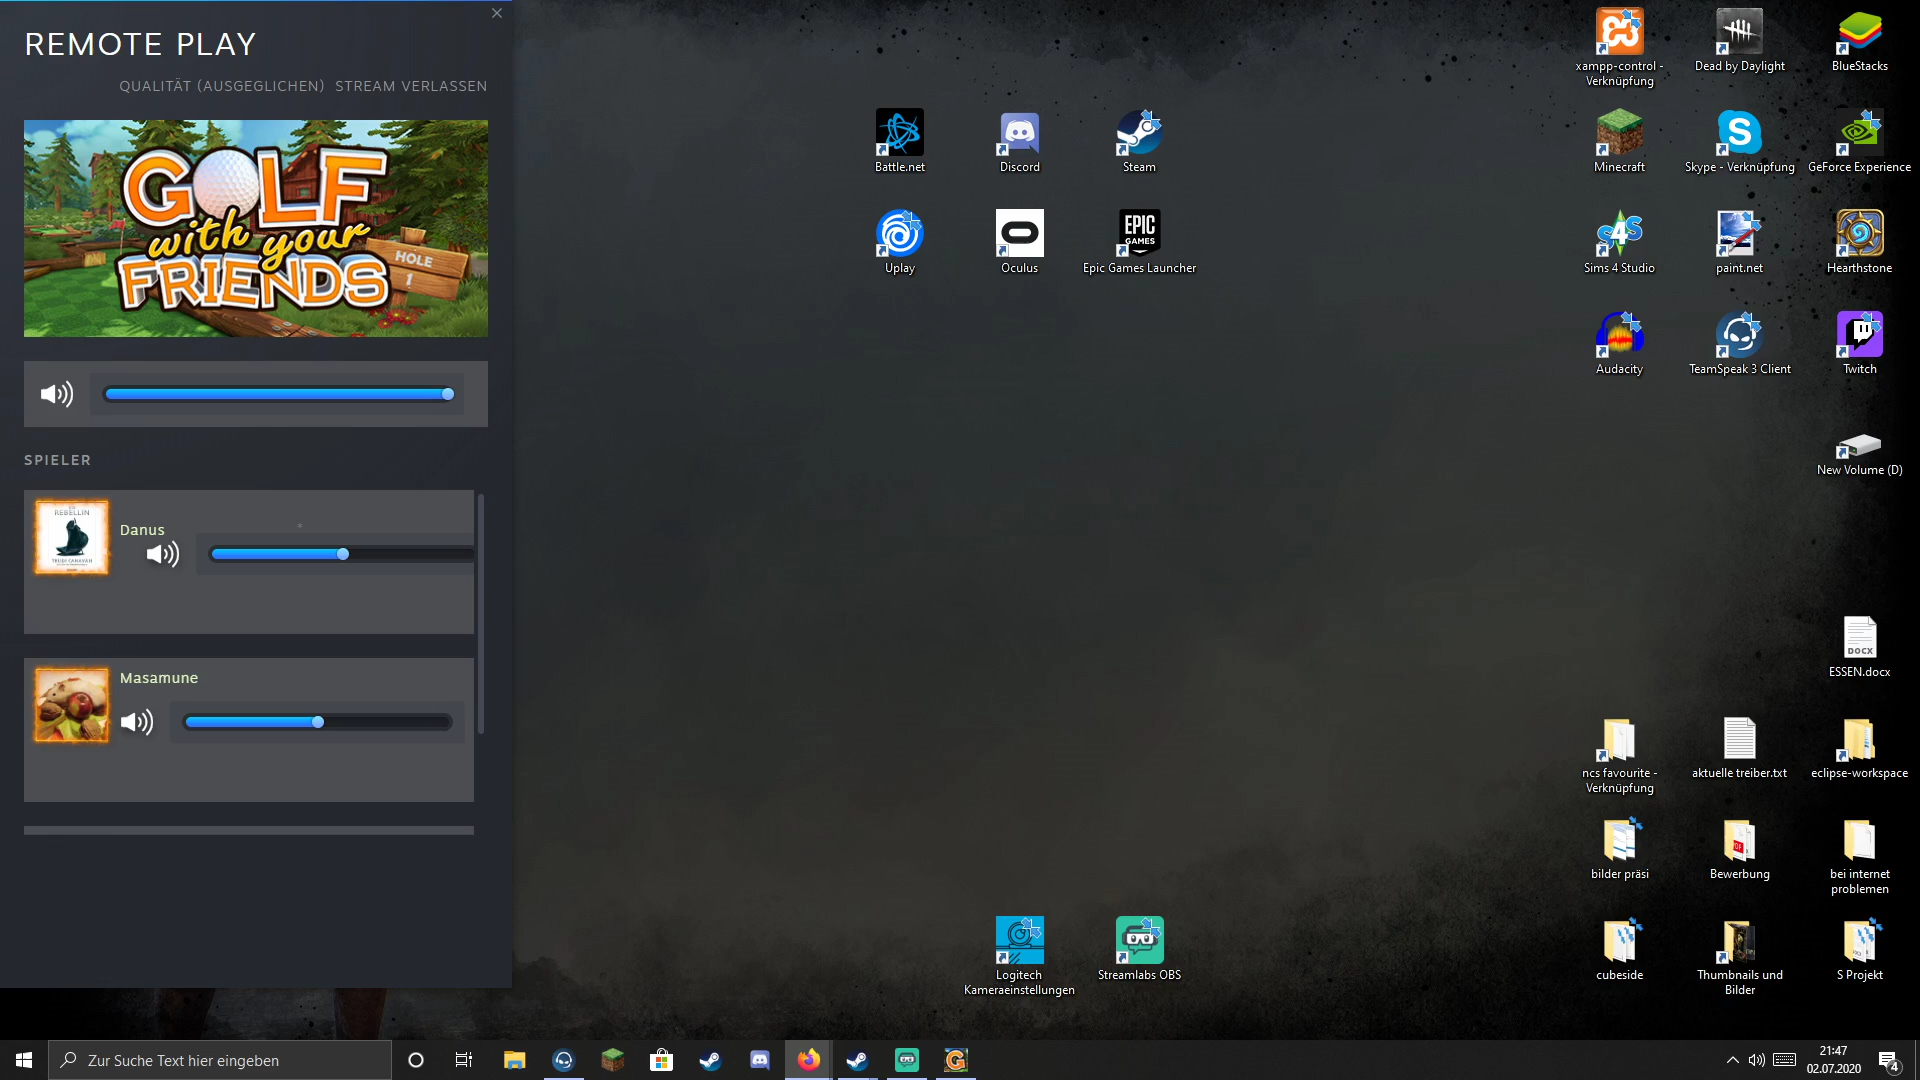 REMOTE PLAY
QUALITÄT (AUSGEGLICHEN) STREAM VERLASSEN
GOLF
with your
FRIENDS
HOLE
1
SPIELER
REBELLIN
TRUDI CANAVAN
Danus
Masamune
xampp-control -
Verknüpfung
Dead by Daylight
BlueStacks
Battle.net
Discord
Steam
Minecraft
Skype - Verknüpfung
GeForce Experience
EPIC
GAMES
Uplay
Oculus
Epic Games Launcher
Sims 4 Studio
paint.net
Hearthstone
Audacity
TeamSpeak 3 Client
Twitch
New Volume (D)
DOCX
ESSEN.docx
ncs favourite -
Verknüpfung
aktuelle treiber.txt
eclipse-workspace
PDF
bilder präsi
Bewerbung
bei internet
problemen
Logitech
Kameraeinstellungen
Streamlabs OBS
cubeside
Thumbnails und
Bilder
S Projekt
Zur Suche Text hier eingeben
21:47
02.07.2020
4